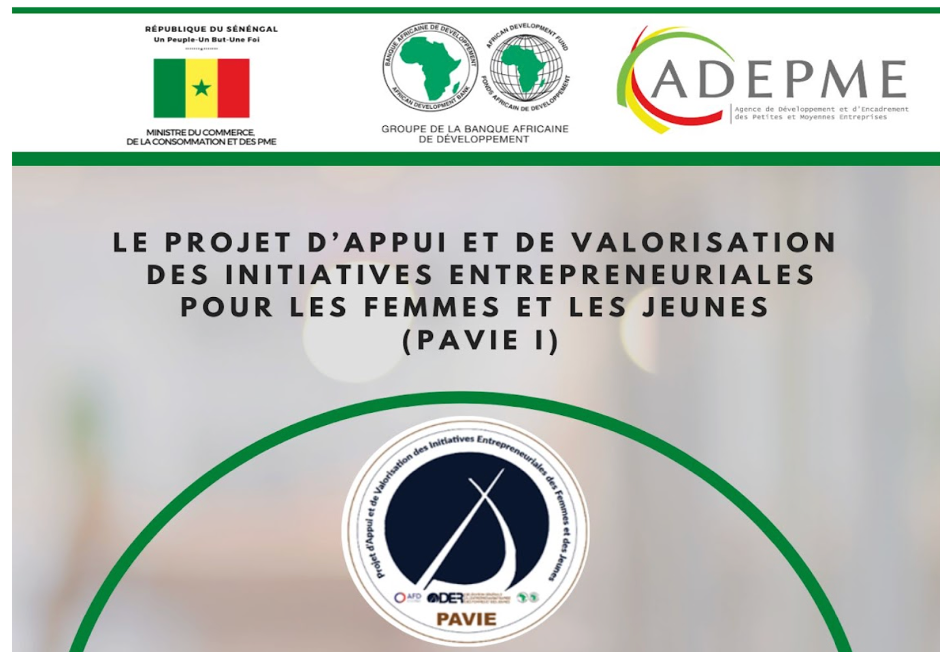 RÉPUBLIQUE DU SÉNÉGAL
Un Peuple-Un But-Une Foi
MINISTRE DU COMMERCE,
DE LA CONSOMMATION ET DES PME
BANQUE AFRICAINE DE DÉVELOPPEMENT
AFRICAN DEVELOPMENT BANK
AFRICAN DEVELOPMENT FUND
FONDS AFRICAIN DE DÉVELOPPEMENT
GROUPE DE LA BANQUE AFRICAINE
DE DÉVELOPPEMENT
ADEPME
Agence de Développement et d'Encadrement
des Petites et Moyennes Entreprises
LE PROJET D'APPUI ET DE VALORISATION
DES INITIATIVES ENTREPRENEURIALES
POUR LES FEMMES ET LES JEUNES
(PAVIE I)
Projet d'Appui et de Valorisation des Initiatives Entrepreneuriales des Femmes et des Jeunes
AFD
DER
PAVIE